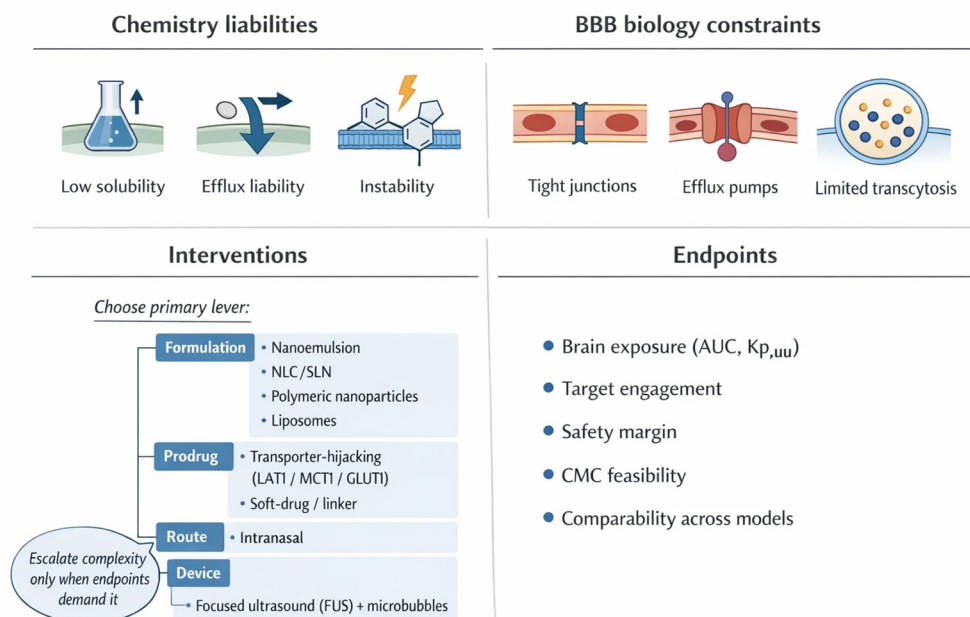 Chemistry liabilities
Low solubility
Efflux liability
Instability
BBB biology constraints
Tight junctions
Efflux pumps
Limited transcytosis
Interventions
Choose primary lever:
Formulation
• Nanoemulsion
• NLC/SLN
• Polymeric nanoparticles
• Liposomes
Prodrug
• Transporter-hijacking
(LAT1 / MCT1 / GLUT1)
• Soft-drug / linker
Route
• Intranasal
Escalate complexity
only when endpoints
demand it
Device
• Focused ultrasound (FUS) + microbubbles
Endpoints
• Brain exposure (AUC, Kp,uu)
• Target engagement
• Safety margin
• CMC feasibility
• Comparability across models